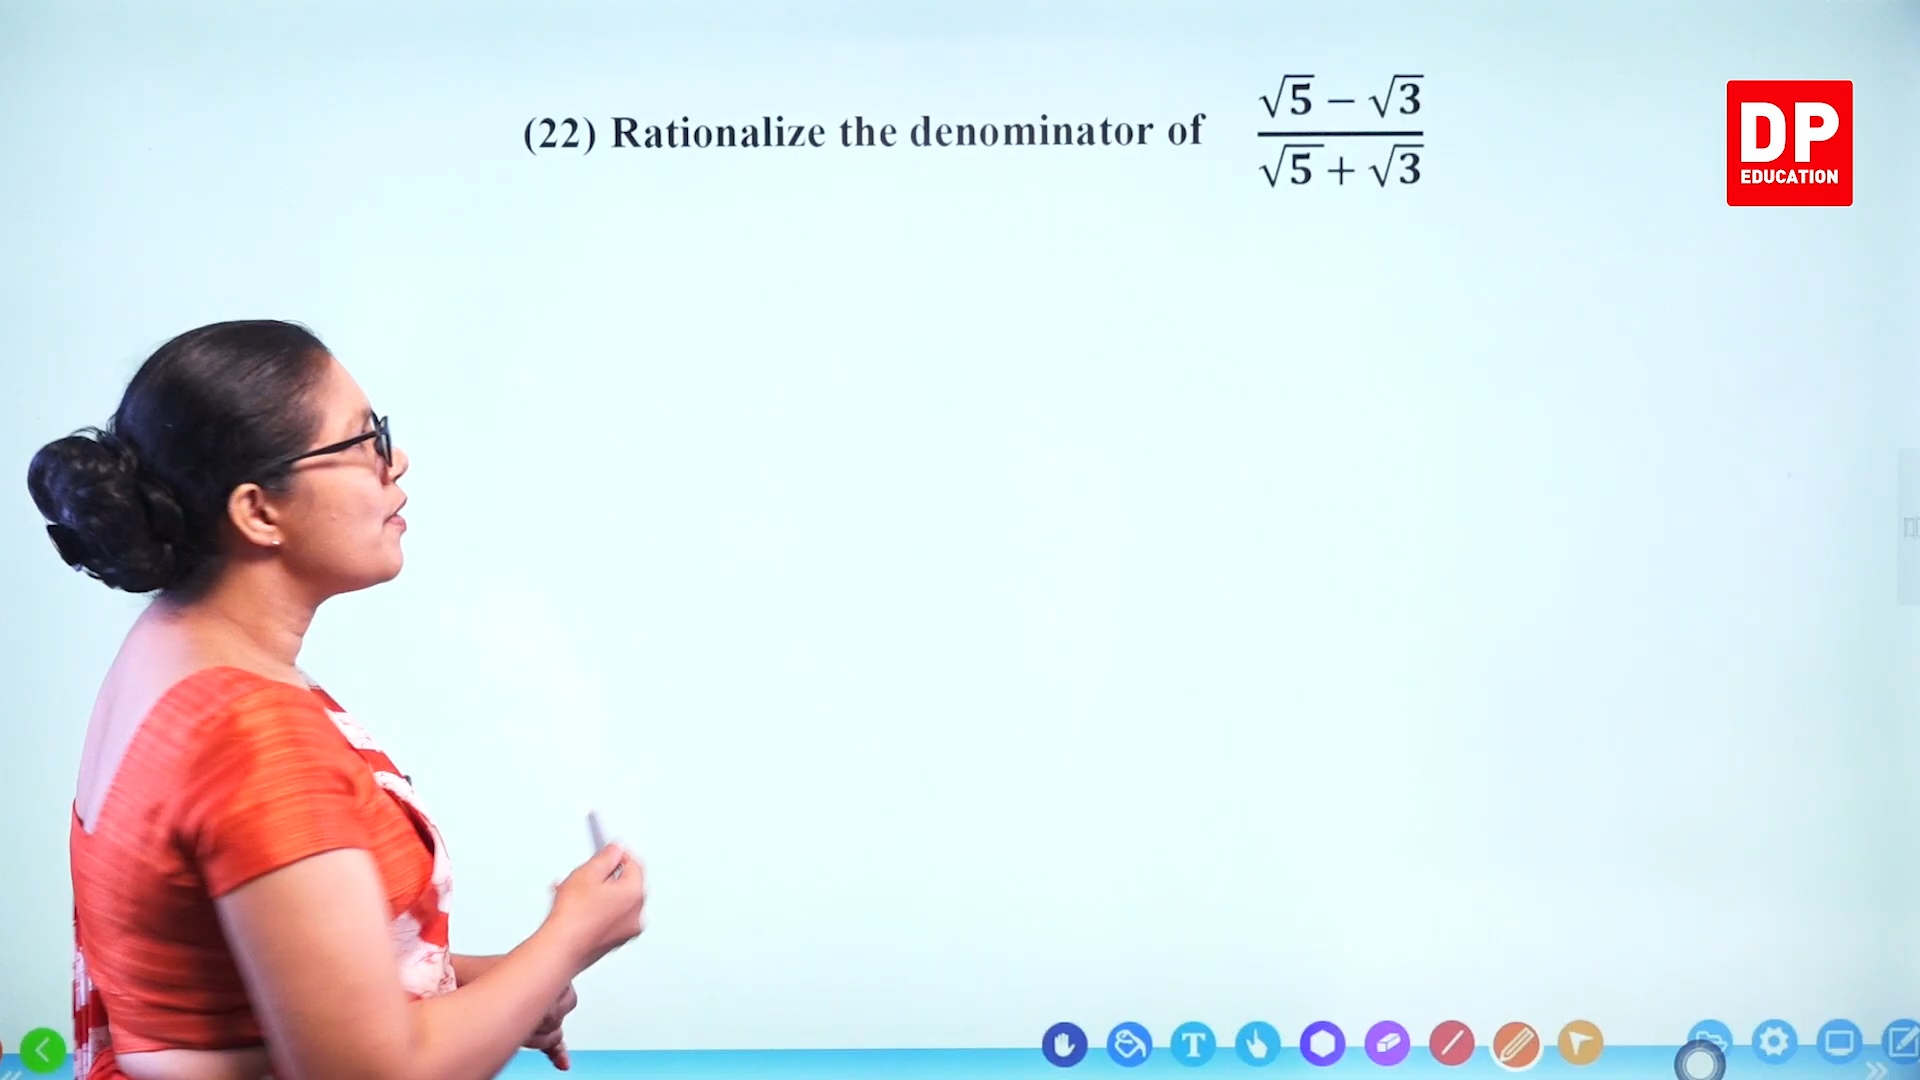 (22) Rationalize the denominator of √5 − √3 / √5 + √3
DP
EDUCATION
T